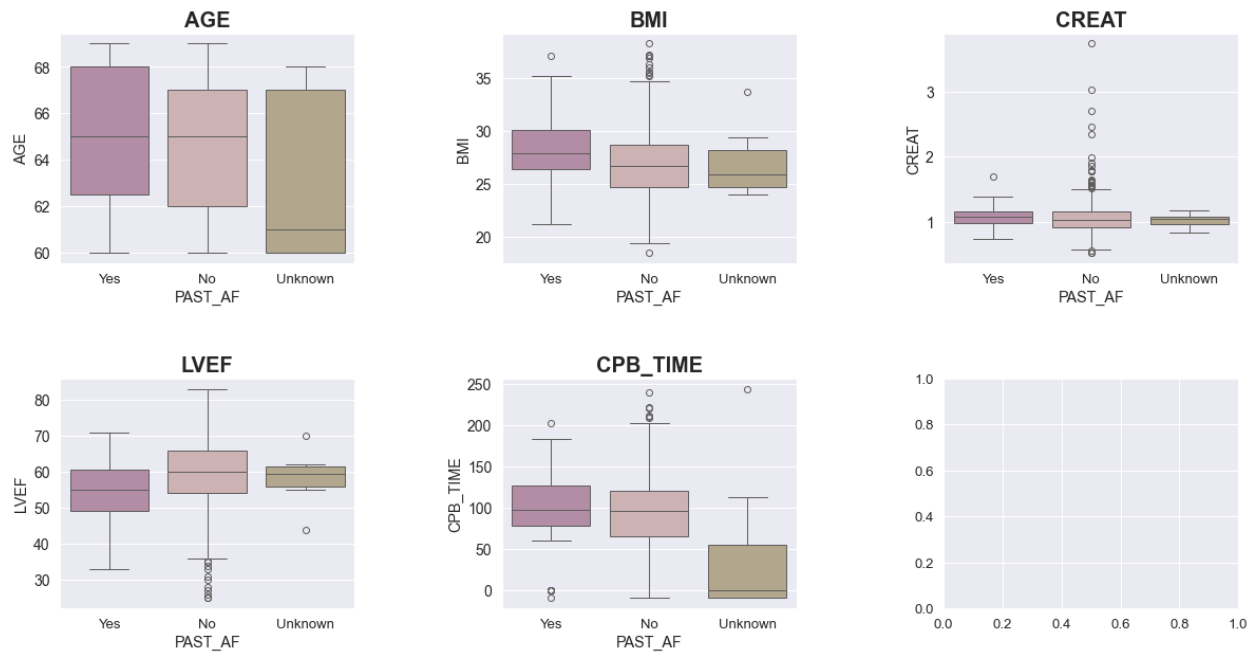 AGE
AGE
68
66
64
62
60
Yes No Unknown
PAST_AF
BMI
BMI
35
30
25
20
Yes No Unknown
PAST_AF
CREAT
CREAT
3
2
1
Yes No Unknown
PAST_AF
LVEF
LVEF
80
70
60
50
40
30
Yes No Unknown
PAST_AF
CPB_TIME
CPB_TIME
250
200
150
100
50
0
Yes No Unknown
PAST_AF
1.0
0.8
0.6
0.4
0.2
0.0
0.0 0.2 0.4 0.6 0.8 1.0